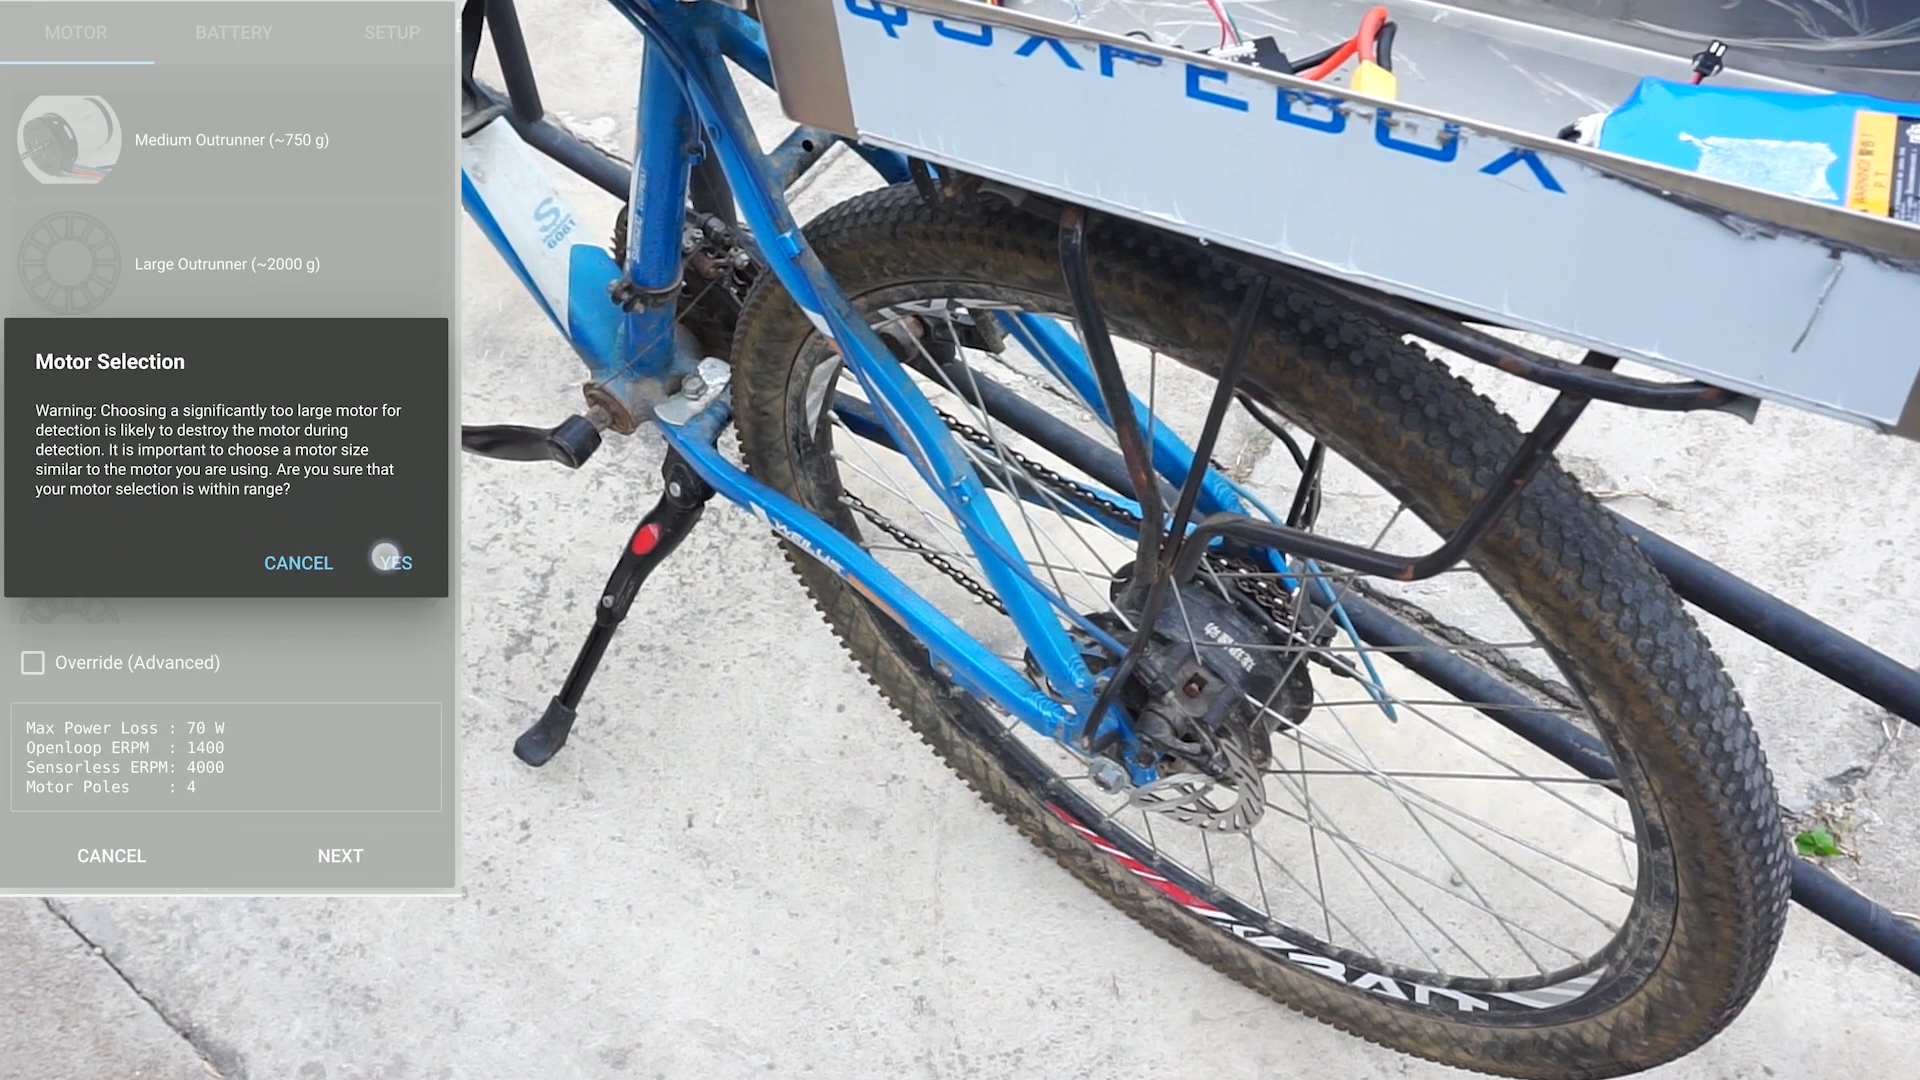 MOTOR
BATTERY
SETUP
Medium Outrunner (~750 g)
Large Outrunner (~2000 g)
Motor Selection
Warning: Choosing a significantly too large motor for
detection is likely to destroy the motor during
detection. It is important to choose a motor size
similar to the motor you are using. Are you sure that
your motor selection is within range?
CANCEL
YES
Override (Advanced)
Max Power Loss : 70 W
Openloop ERPM : 1400
Sensorless ERPM: 4000
Motor Poles : 4
CANCEL
NEXT
S
6061
WARNING
P.T